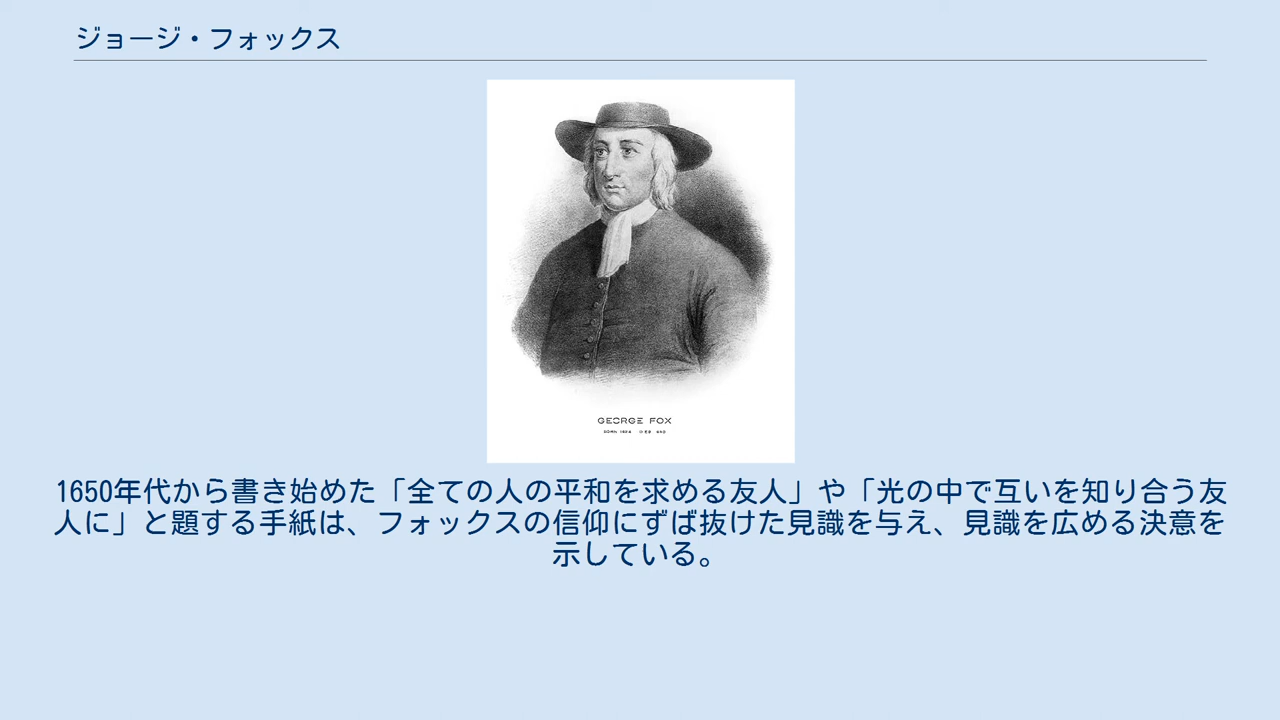 ジョージ・フォックス
GEORGE FOX
1650年代から書き始めた「全ての人の平和を求める友人」や「光の中で互いを知り合う友
人に」と題する手紙は、フォックスの信仰にずば抜けた見識を与え、見識を広める決意を
示している。